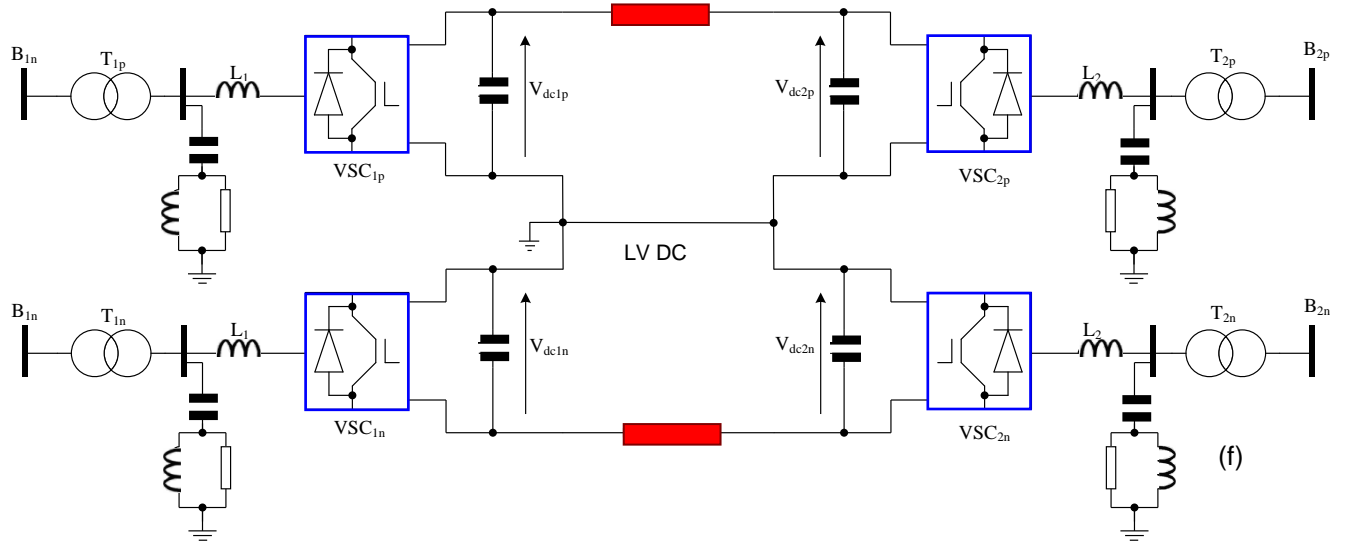 B1n
T1p
L1
VSC1p
Vdc1p
Vdc2p
VSC2p
L2
T2p
B2p
LV DC
B1n
T1n
L1
VSC1n
Vdc1n
Vdc2n
VSC2n
L2
T2n
B2n
(f)